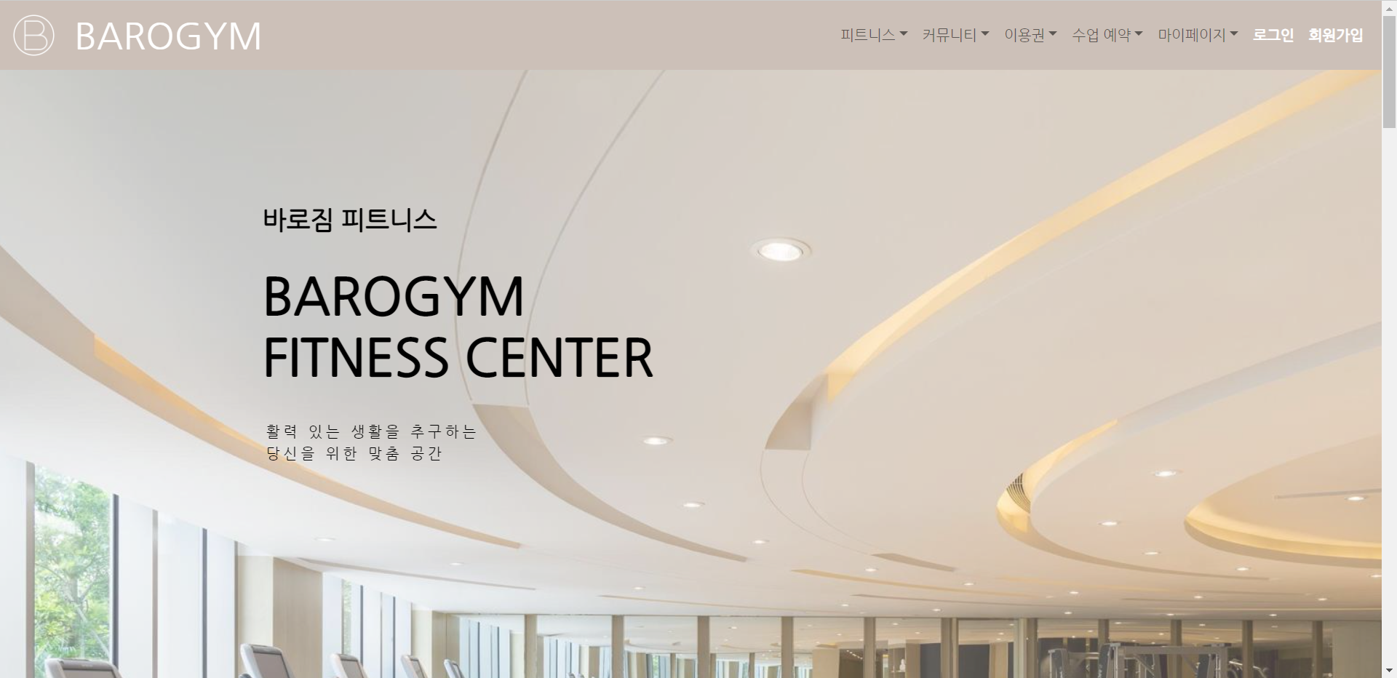 B BAROGYM
피트니스 커뮤니티 이용권 수업 예약 마이페이지 로그인 회원가입
바로짐 피트니스
BAROGYM
FITNESS CENTER
활력 있는 생활을 추구하는
당신을 위한 맞춤 공간